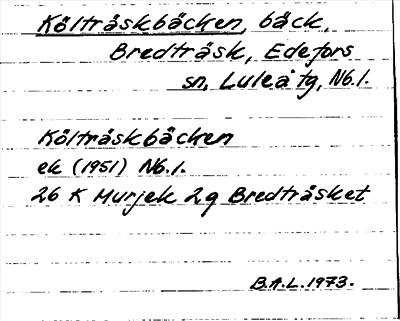 Költräskbäcken, bäck,
Bredträsk, Edefors
sn, Luleå tg, Nb.l.
Költräskbäcken
ek (1951) Nb.l.
26 K Murjek 2g Bredträsket
B.A.L. 1973.